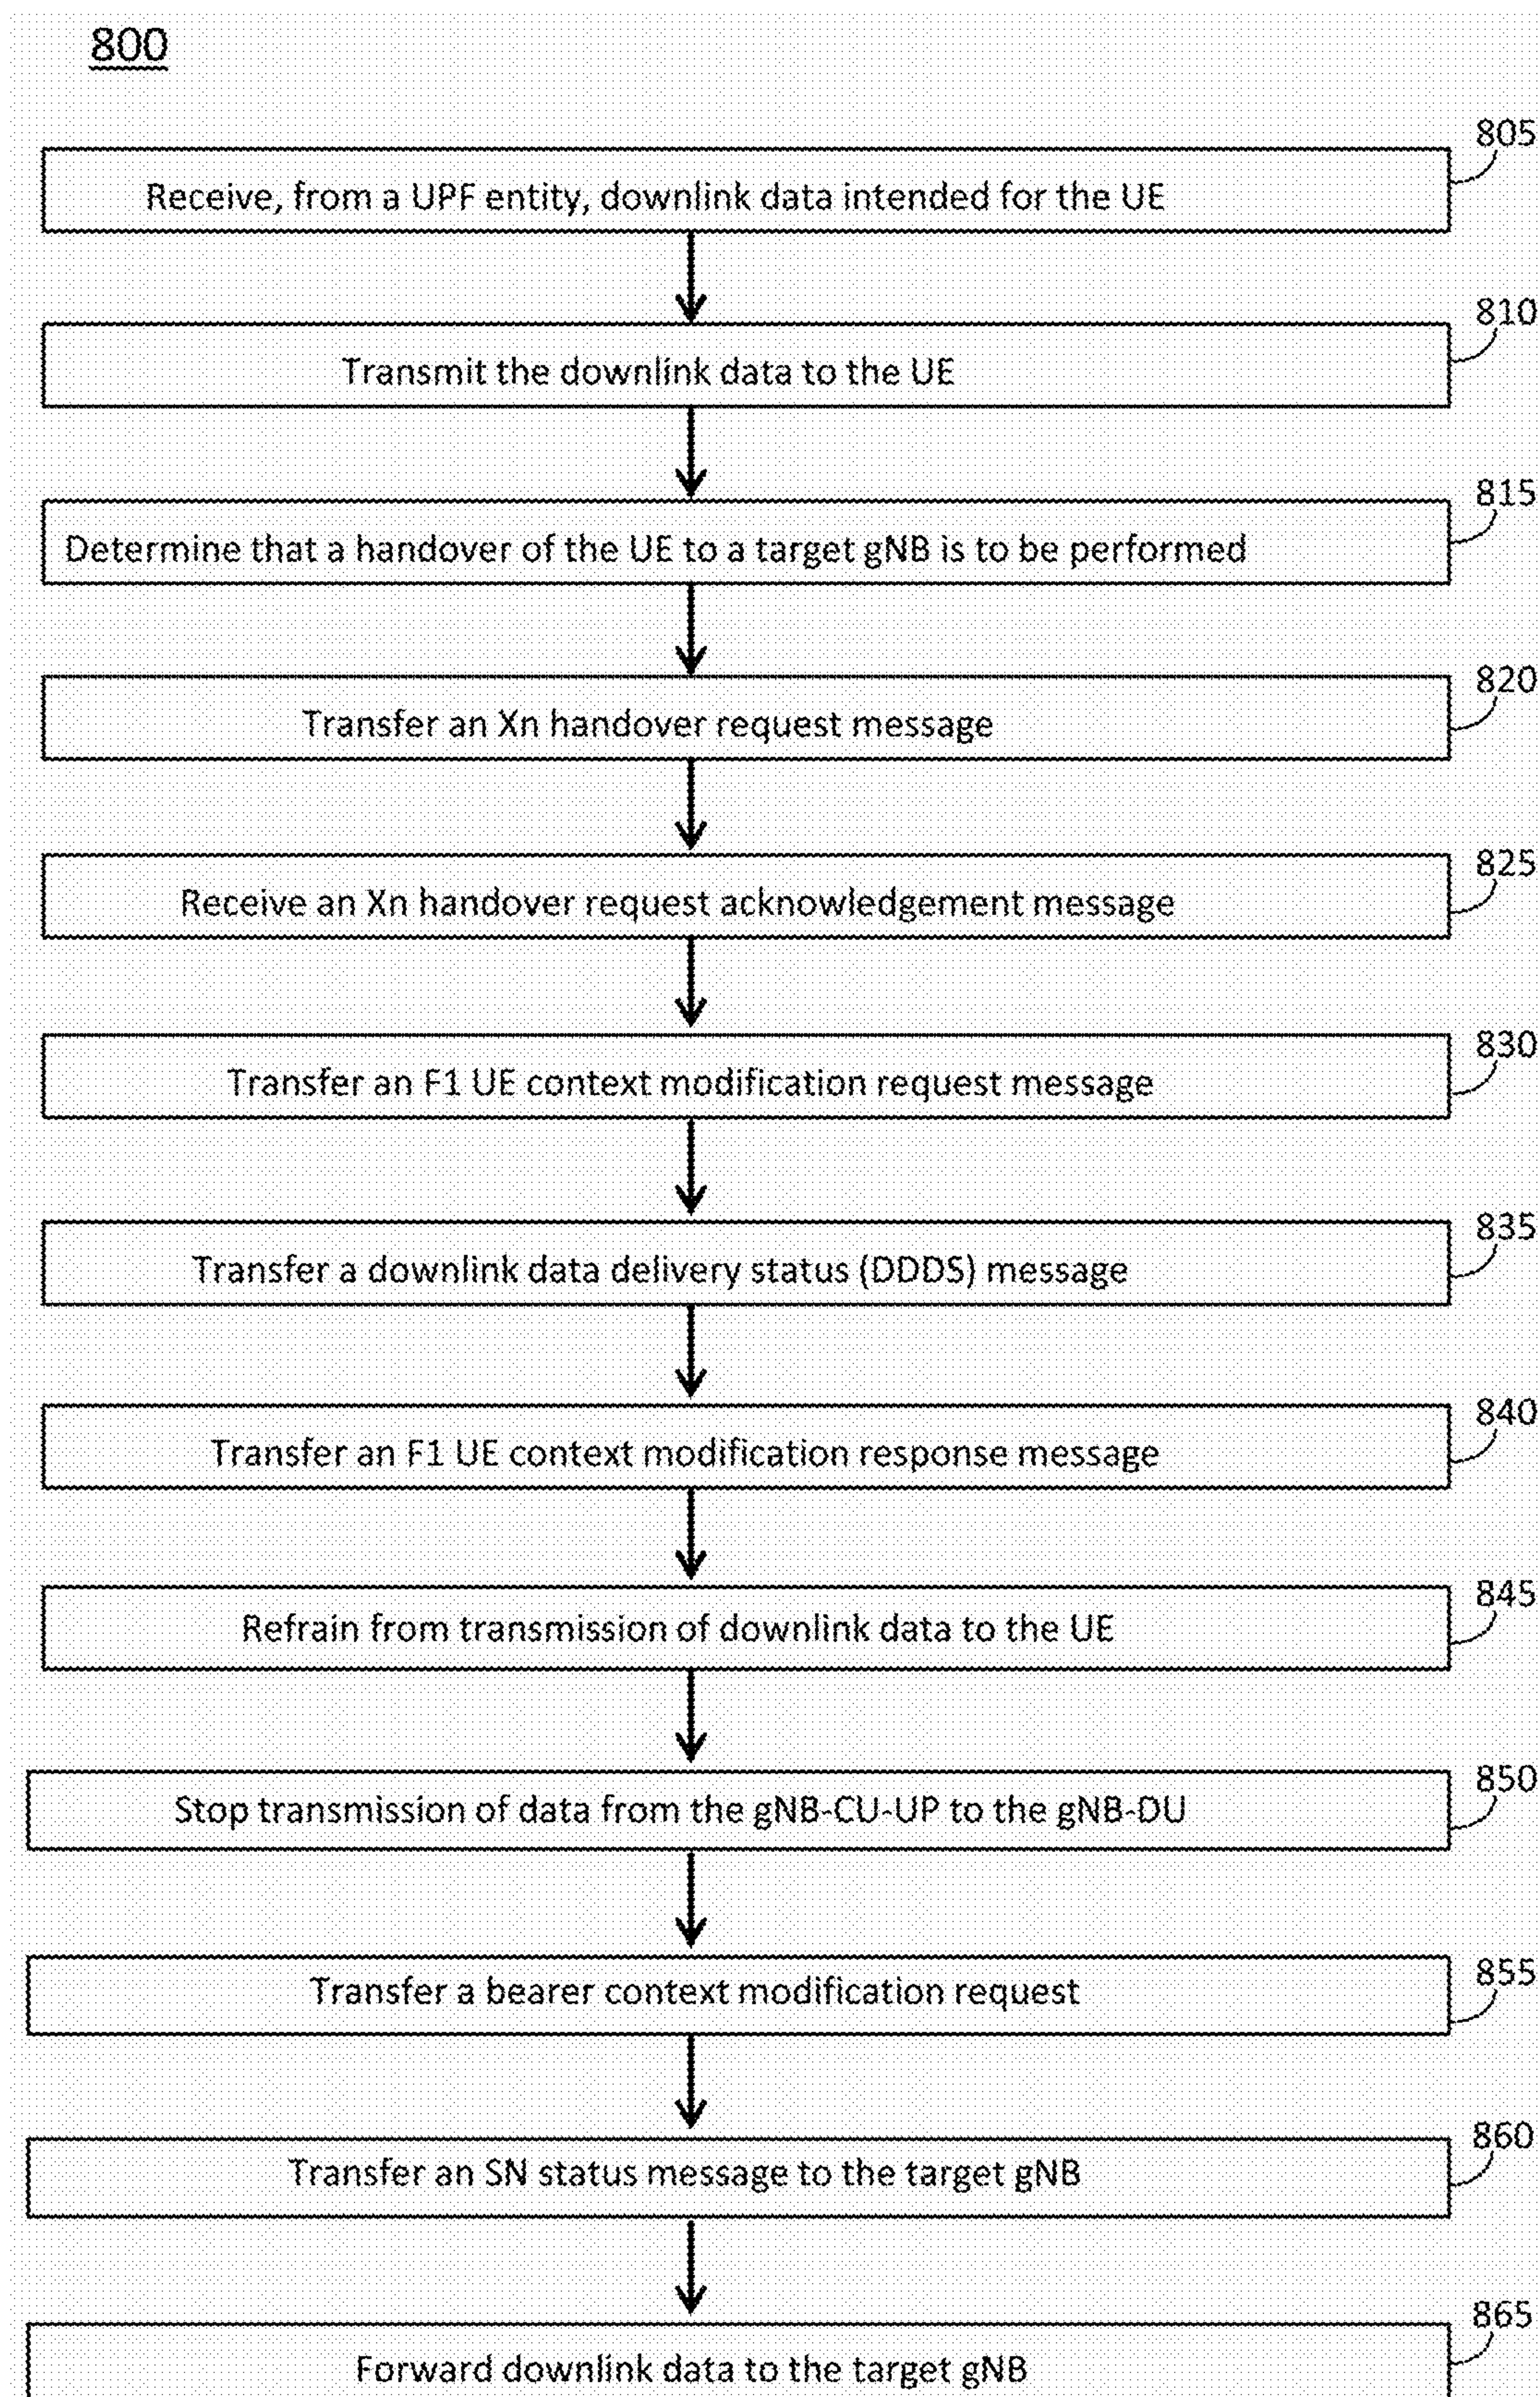 800
805
Receive, from a UPF entity, downlink data intended for the UE
810
Transmit the downlink data to the UE
815
Determine that a handover of the UE to a target gNB is to be performed
820
Transfer an Xn handover request message
825
Receive an Xn handover request acknowledgement message
830
Transfer an F1 UE context modification request message
835
Transfer a downlink data delivery status (DDDS) message
840
Transfer an F1 UE context modification response message
845
Refrain from transmission of downlink data to the UE
850
Stop transmission of data from the gNB-CU-UP to the gNB-DU
855
Transfer a bearer context modification request
860
Transfer an SN status message to the target gNB
865
Forward downlink data to the target gNB